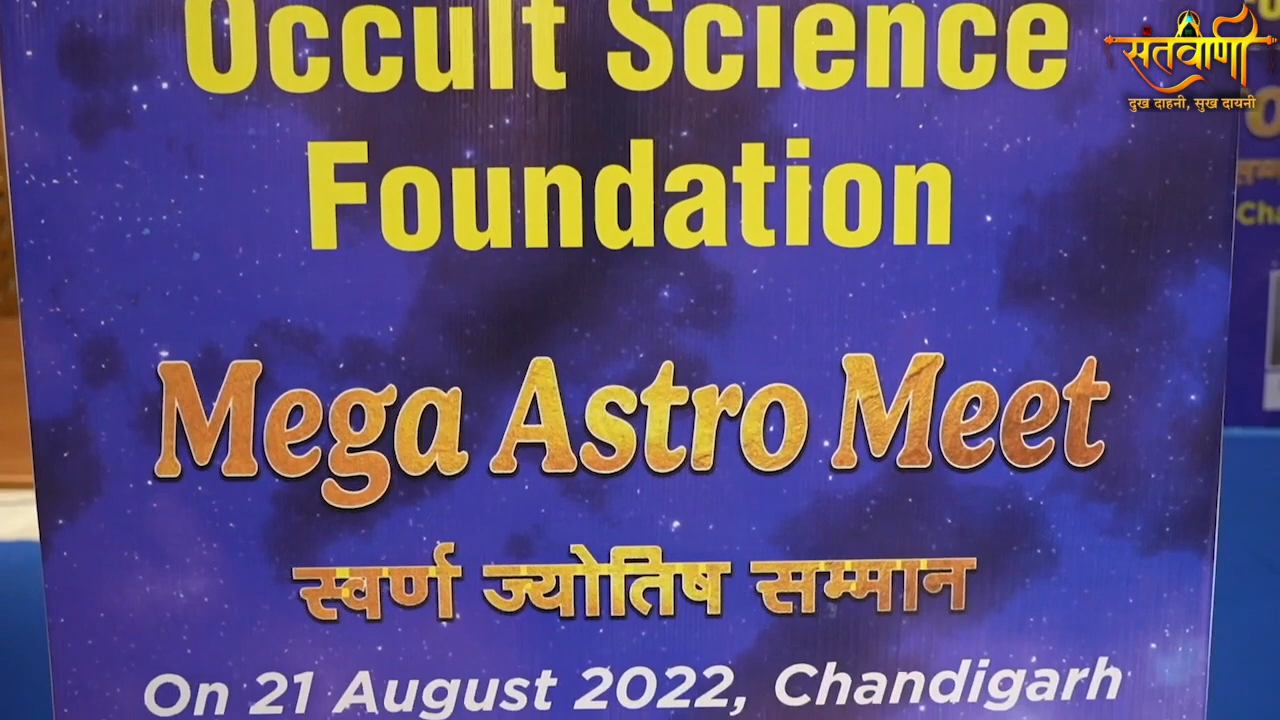 Occult Science
Foundation
Mega Astro Meet
स्वर्ण ज्योतिष सम्मान
On 21 August 2022, Chandigarh
संतवाणी
दुख दाहनी, सुख दायनी